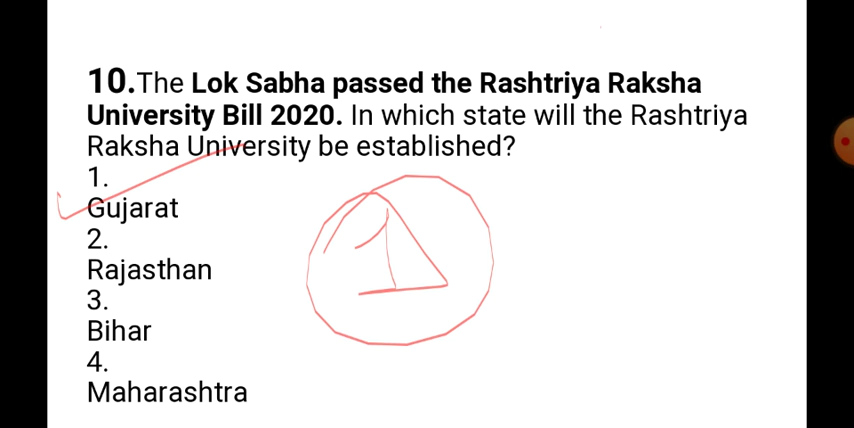 10.The Lok Sabha passed the Rashtriya Raksha
University Bill 2020. In which state will the Rashtriya
Raksha University be established?
1.
Gujarat
1
2.
Rajasthan
3.
Bihar
4.
Maharashtra